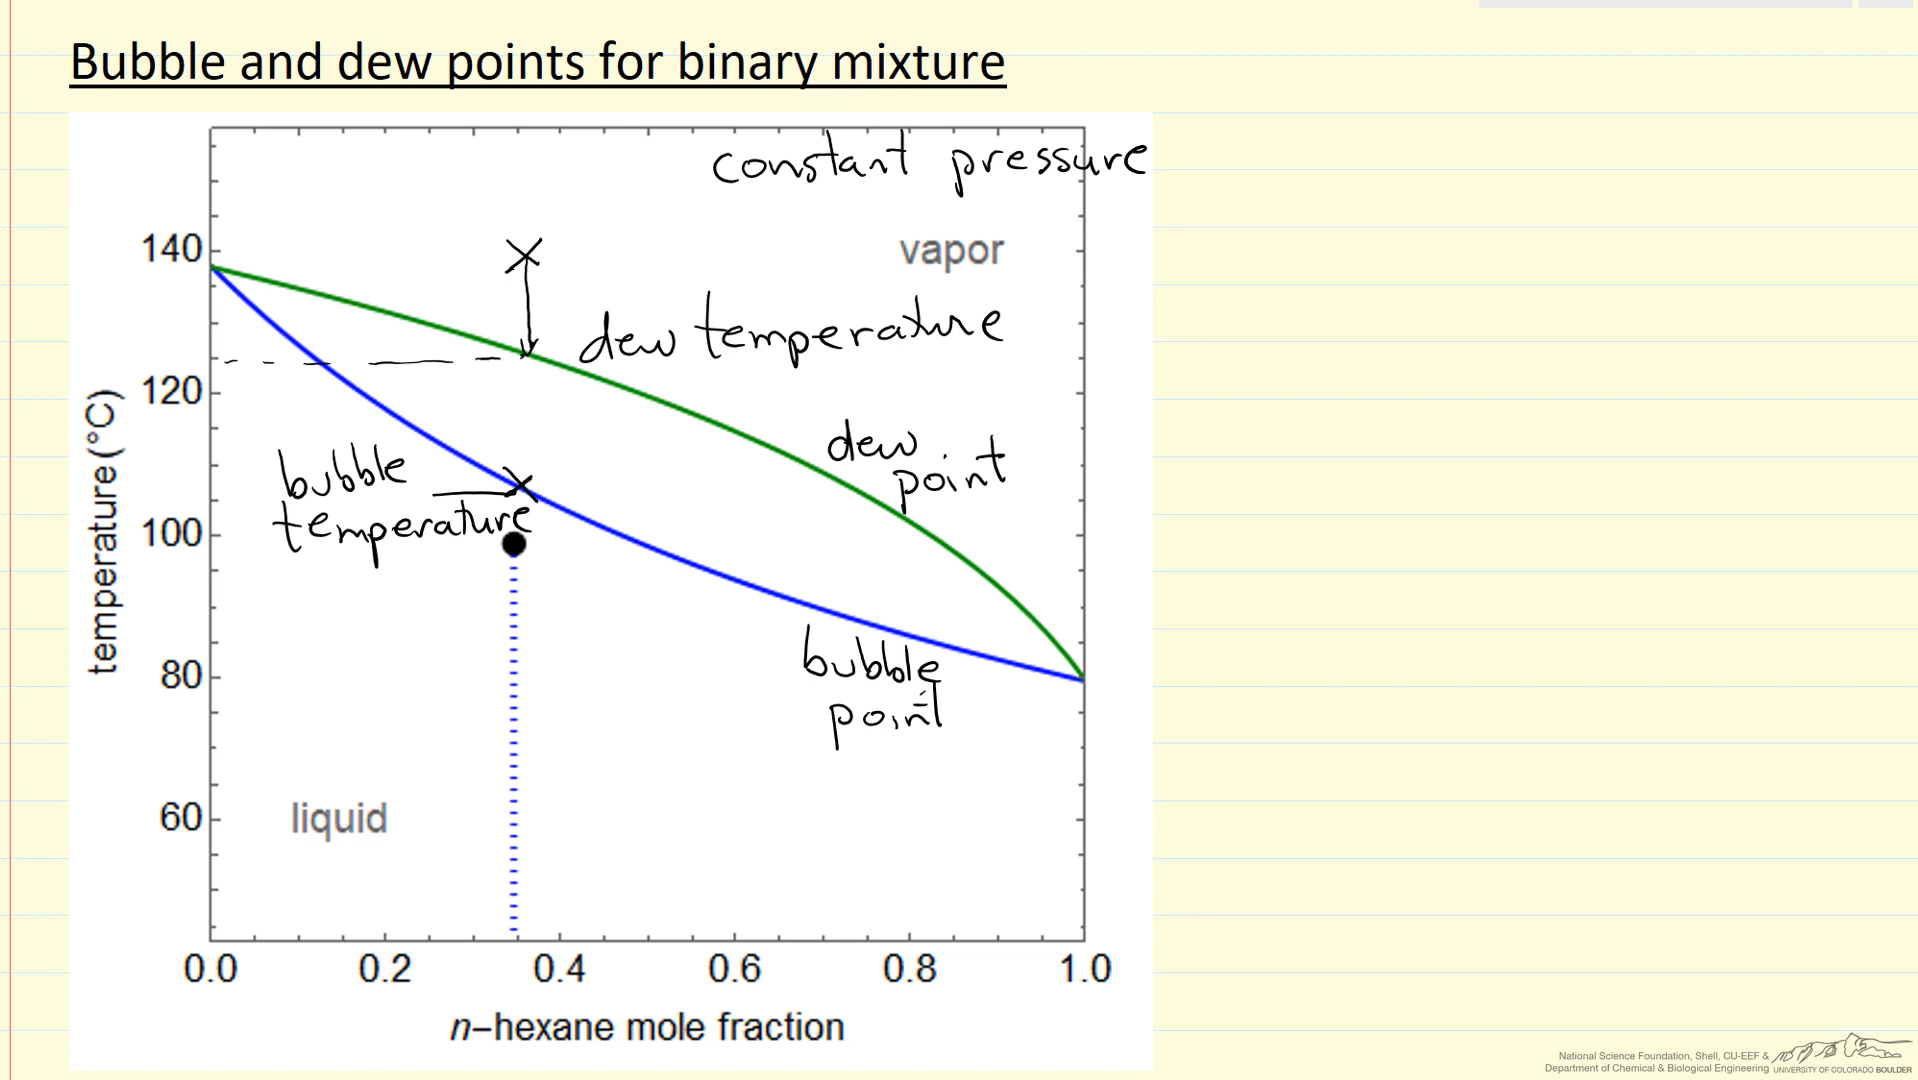 Bubble and dew points for binary mixture
constant pressure
vapor
140
dew temperature
120
dew
point
bubble
temperature
100
bubble
point
80
60
liquid
temperature (°C)
0.0 0.2 0.4 0.6 0.8 1.0
n-hexane mole fraction
National Science Foundation, Shell, CU-EEF &
Department of Chemical & Biological Engineering
UNIVERSITY OF COLORADO BOULDER